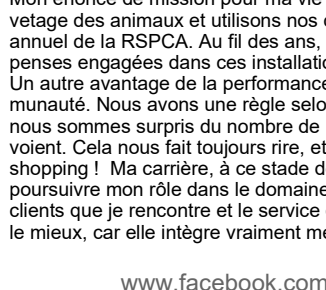 Mon énoncé de mission pour ma vie
vetage des animaux et utilisons nos
annuel de la RSPCA. Au fil des ans,
penses engagées dans ces installatio
Un autre avantage de la performance
munauté. Nous avons une règle selo
nous sommes surpris du nombre de
voient. Cela nous fait toujours rire, et
shopping ! Ma carrière, à ce stade de
poursuivre mon rôle dans le domaine
clients que je rencontre et le service
le mieux, car elle intègre vraiment me
www.facebook.com